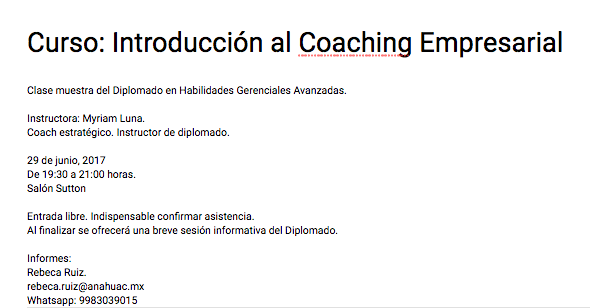 Curso: Introducción al Coaching Empresarial
Clase muestra del Diplomado en Habilidades Gerenciales Avanzadas.
Instructora: Myriam Luna.
Coach estratégico. Instructor de diplomado.
29 de junio, 2017
De 19:30 a 21:00 horas.
Salón Sutton
Entrada libre. Indispensable confirmar asistencia.
Al finalizar se ofrecerá una breve sesión informativa del Diplomado.
Informes:
Rebeca Ruiz.
rebeca.ruiz@anahuac.mx
Whatsapp: 9983039015